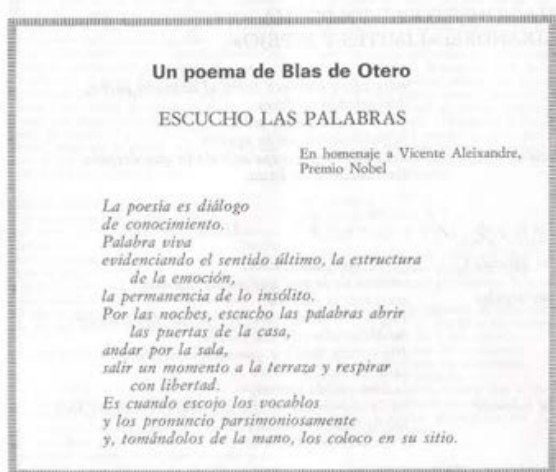 Un poema de Blas de Otero
ESCUCHO LAS PALABRAS
En homenaje a Vicente Aleixandre,
Premio Nobel
La poesía es diálogo
de conocimiento.
Palabra viva
evidenciando el sentido último, la estructura
de la emoción,
la permanencia de lo insólito.
Por las noches, escucho las palabras abrir
las puertas de la casa,
andar por la sala,
salir un momento a la terraza y respirar
con libertad.
Es cuando escojo los vocablos
y los pronuncio parsimoniosamente
y, tomándolos de la mano, los coloco en su sitio.